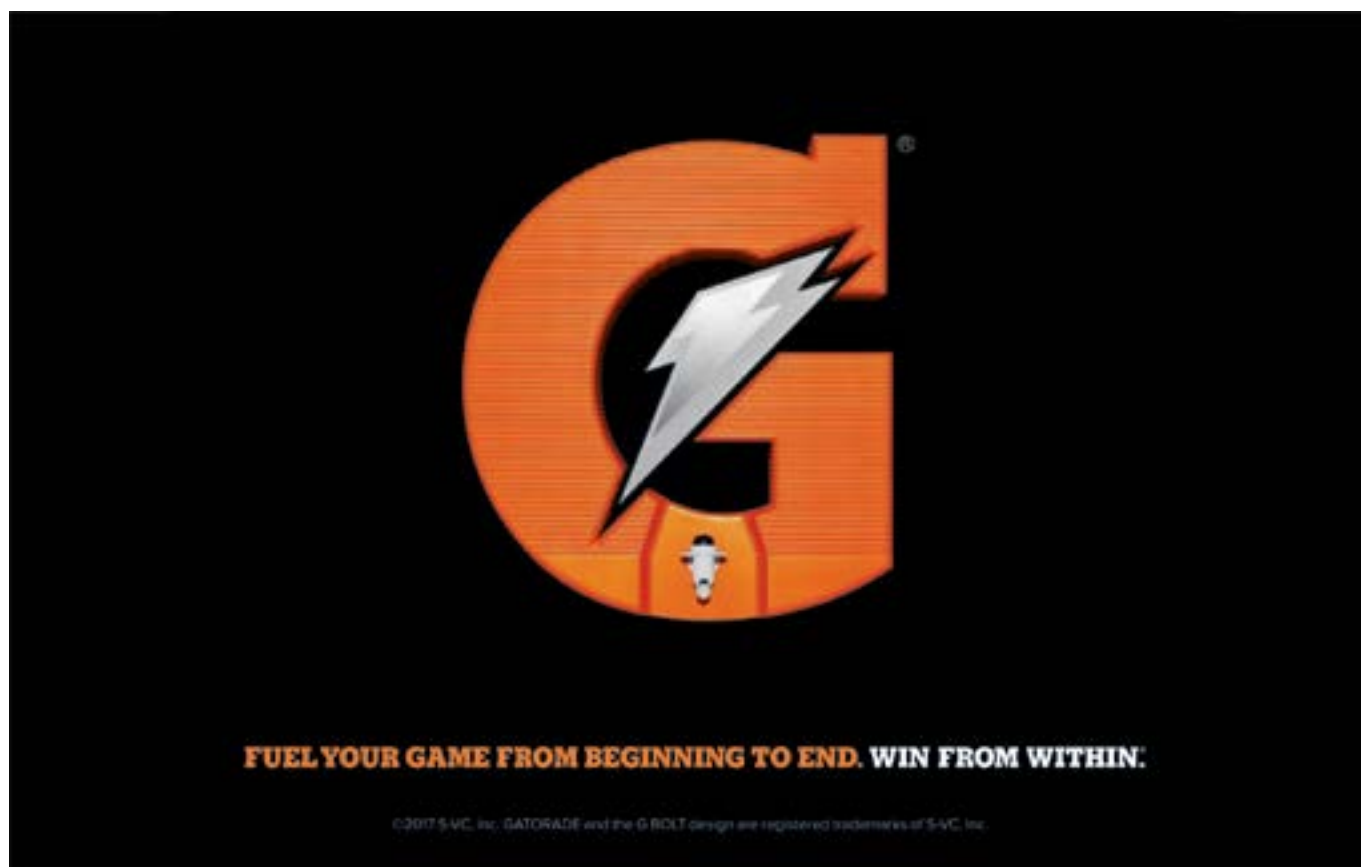 G®
FUEL YOUR GAME FROM BEGINNING TO END. WIN FROM WITHIN.
©2017 S-VC, Inc. GATORADE and the G BOLT design are registered trademarks of S-VC, Inc.